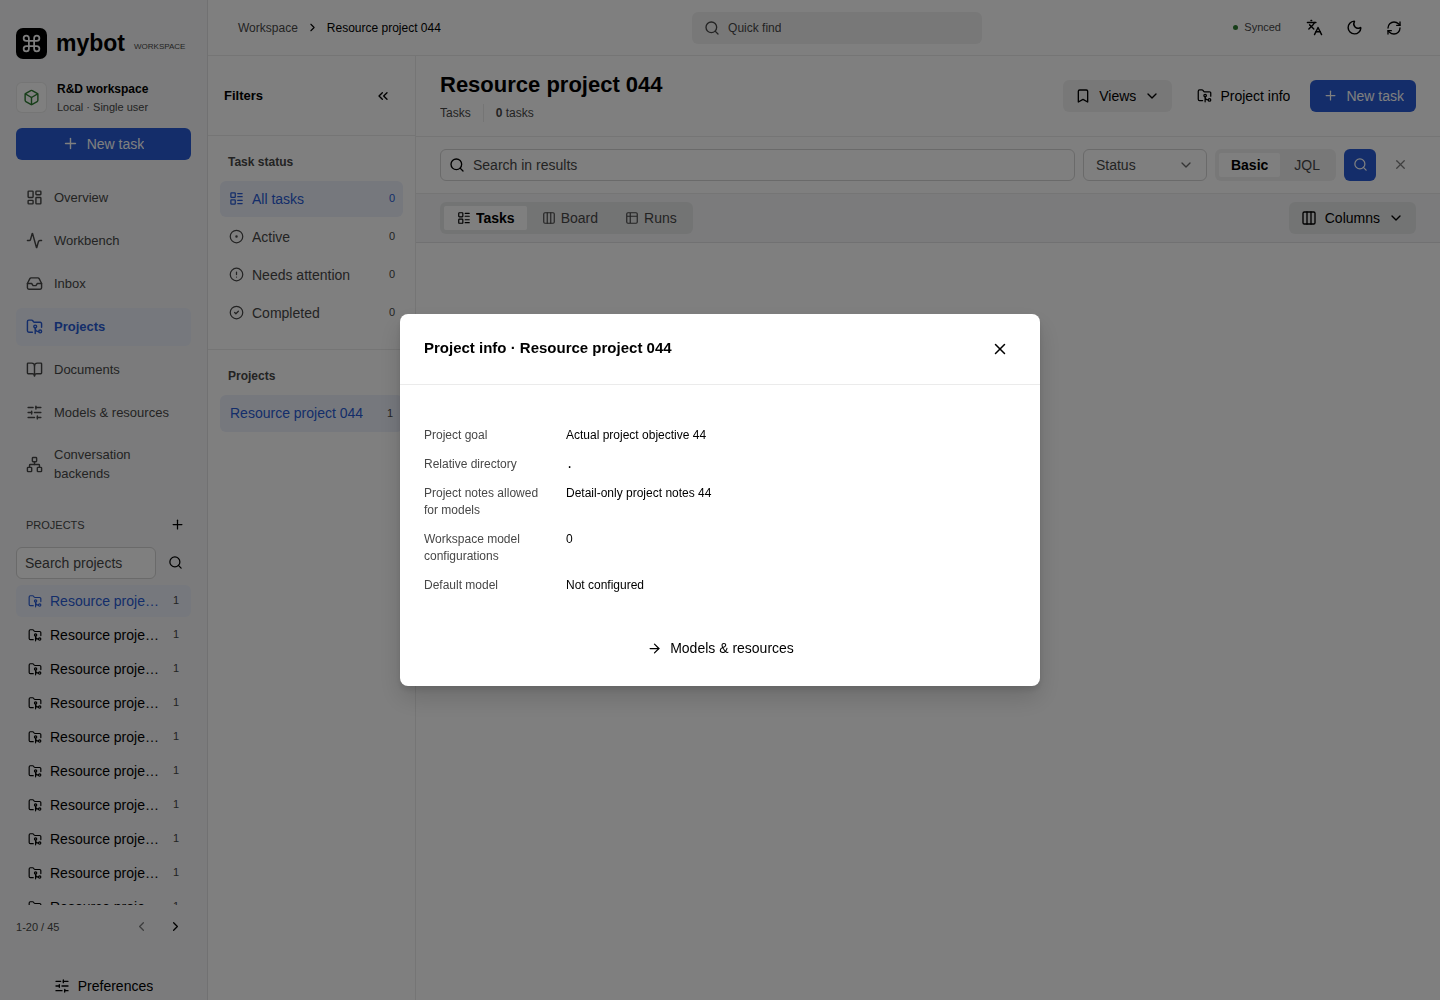 mybot WORKSPACE
R&D workspace
Local · Single user
New task
Overview
Workbench
Inbox
Projects
Documents
Models & resources
Conversation
backends
PROJECTS
Search projects
Resource proje… 1
Resource proje… 1
Resource proje… 1
Resource proje… 1
Resource proje… 1
Resource proje… 1
Resource proje… 1
Resource proje… 1
Resource proje… 1
1-20 / 45
Preferences
Workspace > Resource project 044
Quick find
Synced
Filters
Task status
All tasks 0
Active 0
Needs attention 0
Completed 0
Projects
Resource project 044 1
Resource project 044
Tasks 0 tasks
Views
Project info
New task
Search in results
Status
Basic JQL
Tasks Board Runs
Columns
Project info · Resource project 044
Project goal Actual project objective 44
Relative directory .
Project notes allowed Detail-only project notes 44
for models
Workspace model 0
configurations
Default model Not configured
Models & resources